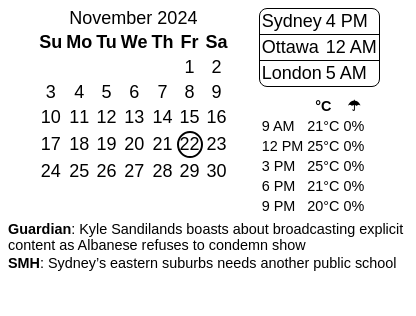 November 2024
Su Mo Tu We Th Fr Sa
1 2
3 4 5 6 7 8 9
10 11 12 13 14 15 16
17 18 19 20 21 22 23
24 25 26 27 28 29 30
Sydney 4 PM
Ottawa 12 AM
London 5 AM
°C ☂
9 AM 21°C 0%
12 PM 25°C 0%
3 PM 25°C 0%
6 PM 21°C 0%
9 PM 20°C 0%
Guardian: Kyle Sandilands boasts about broadcasting explicit
content as Albanese refuses to condemn show
SMH: Sydney’s eastern suburbs needs another public school